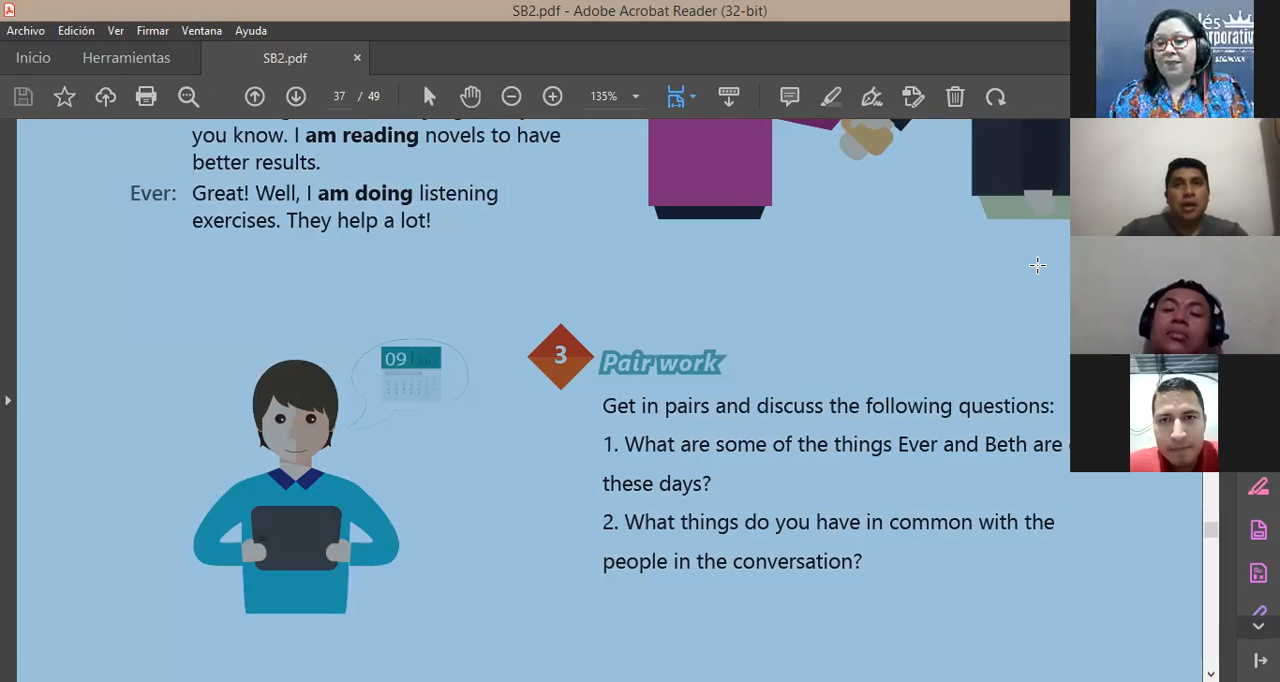 SB2.pdf - Adobe Acrobat Reader (32-bit)
Archivo Edición Ver Firmar Ventana Ayuda
Inicio Herramientas SB2.pdf ×
37 / 49 135%
you know. I am reading novels to have
better results.
Ever: Great! Well, I am doing listening
exercises. They help a lot!
09
3 Pair work
Get in pairs and discuss the following questions:
1. What are some of the things Ever and Beth are
these days?
2. What things do you have in common with the
people in the conversation?